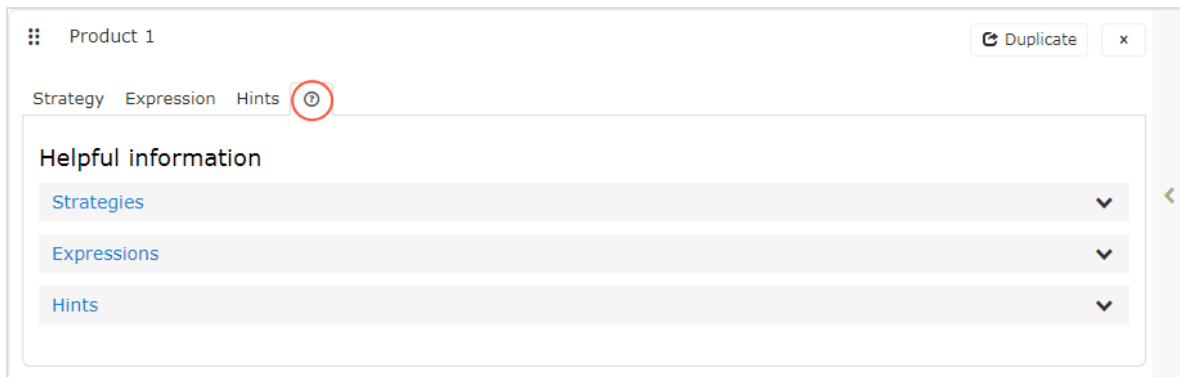 Product 1
Duplicate
x
Strategy Expression Hints ?
Helpful information
Strategies
Expressions
Hints